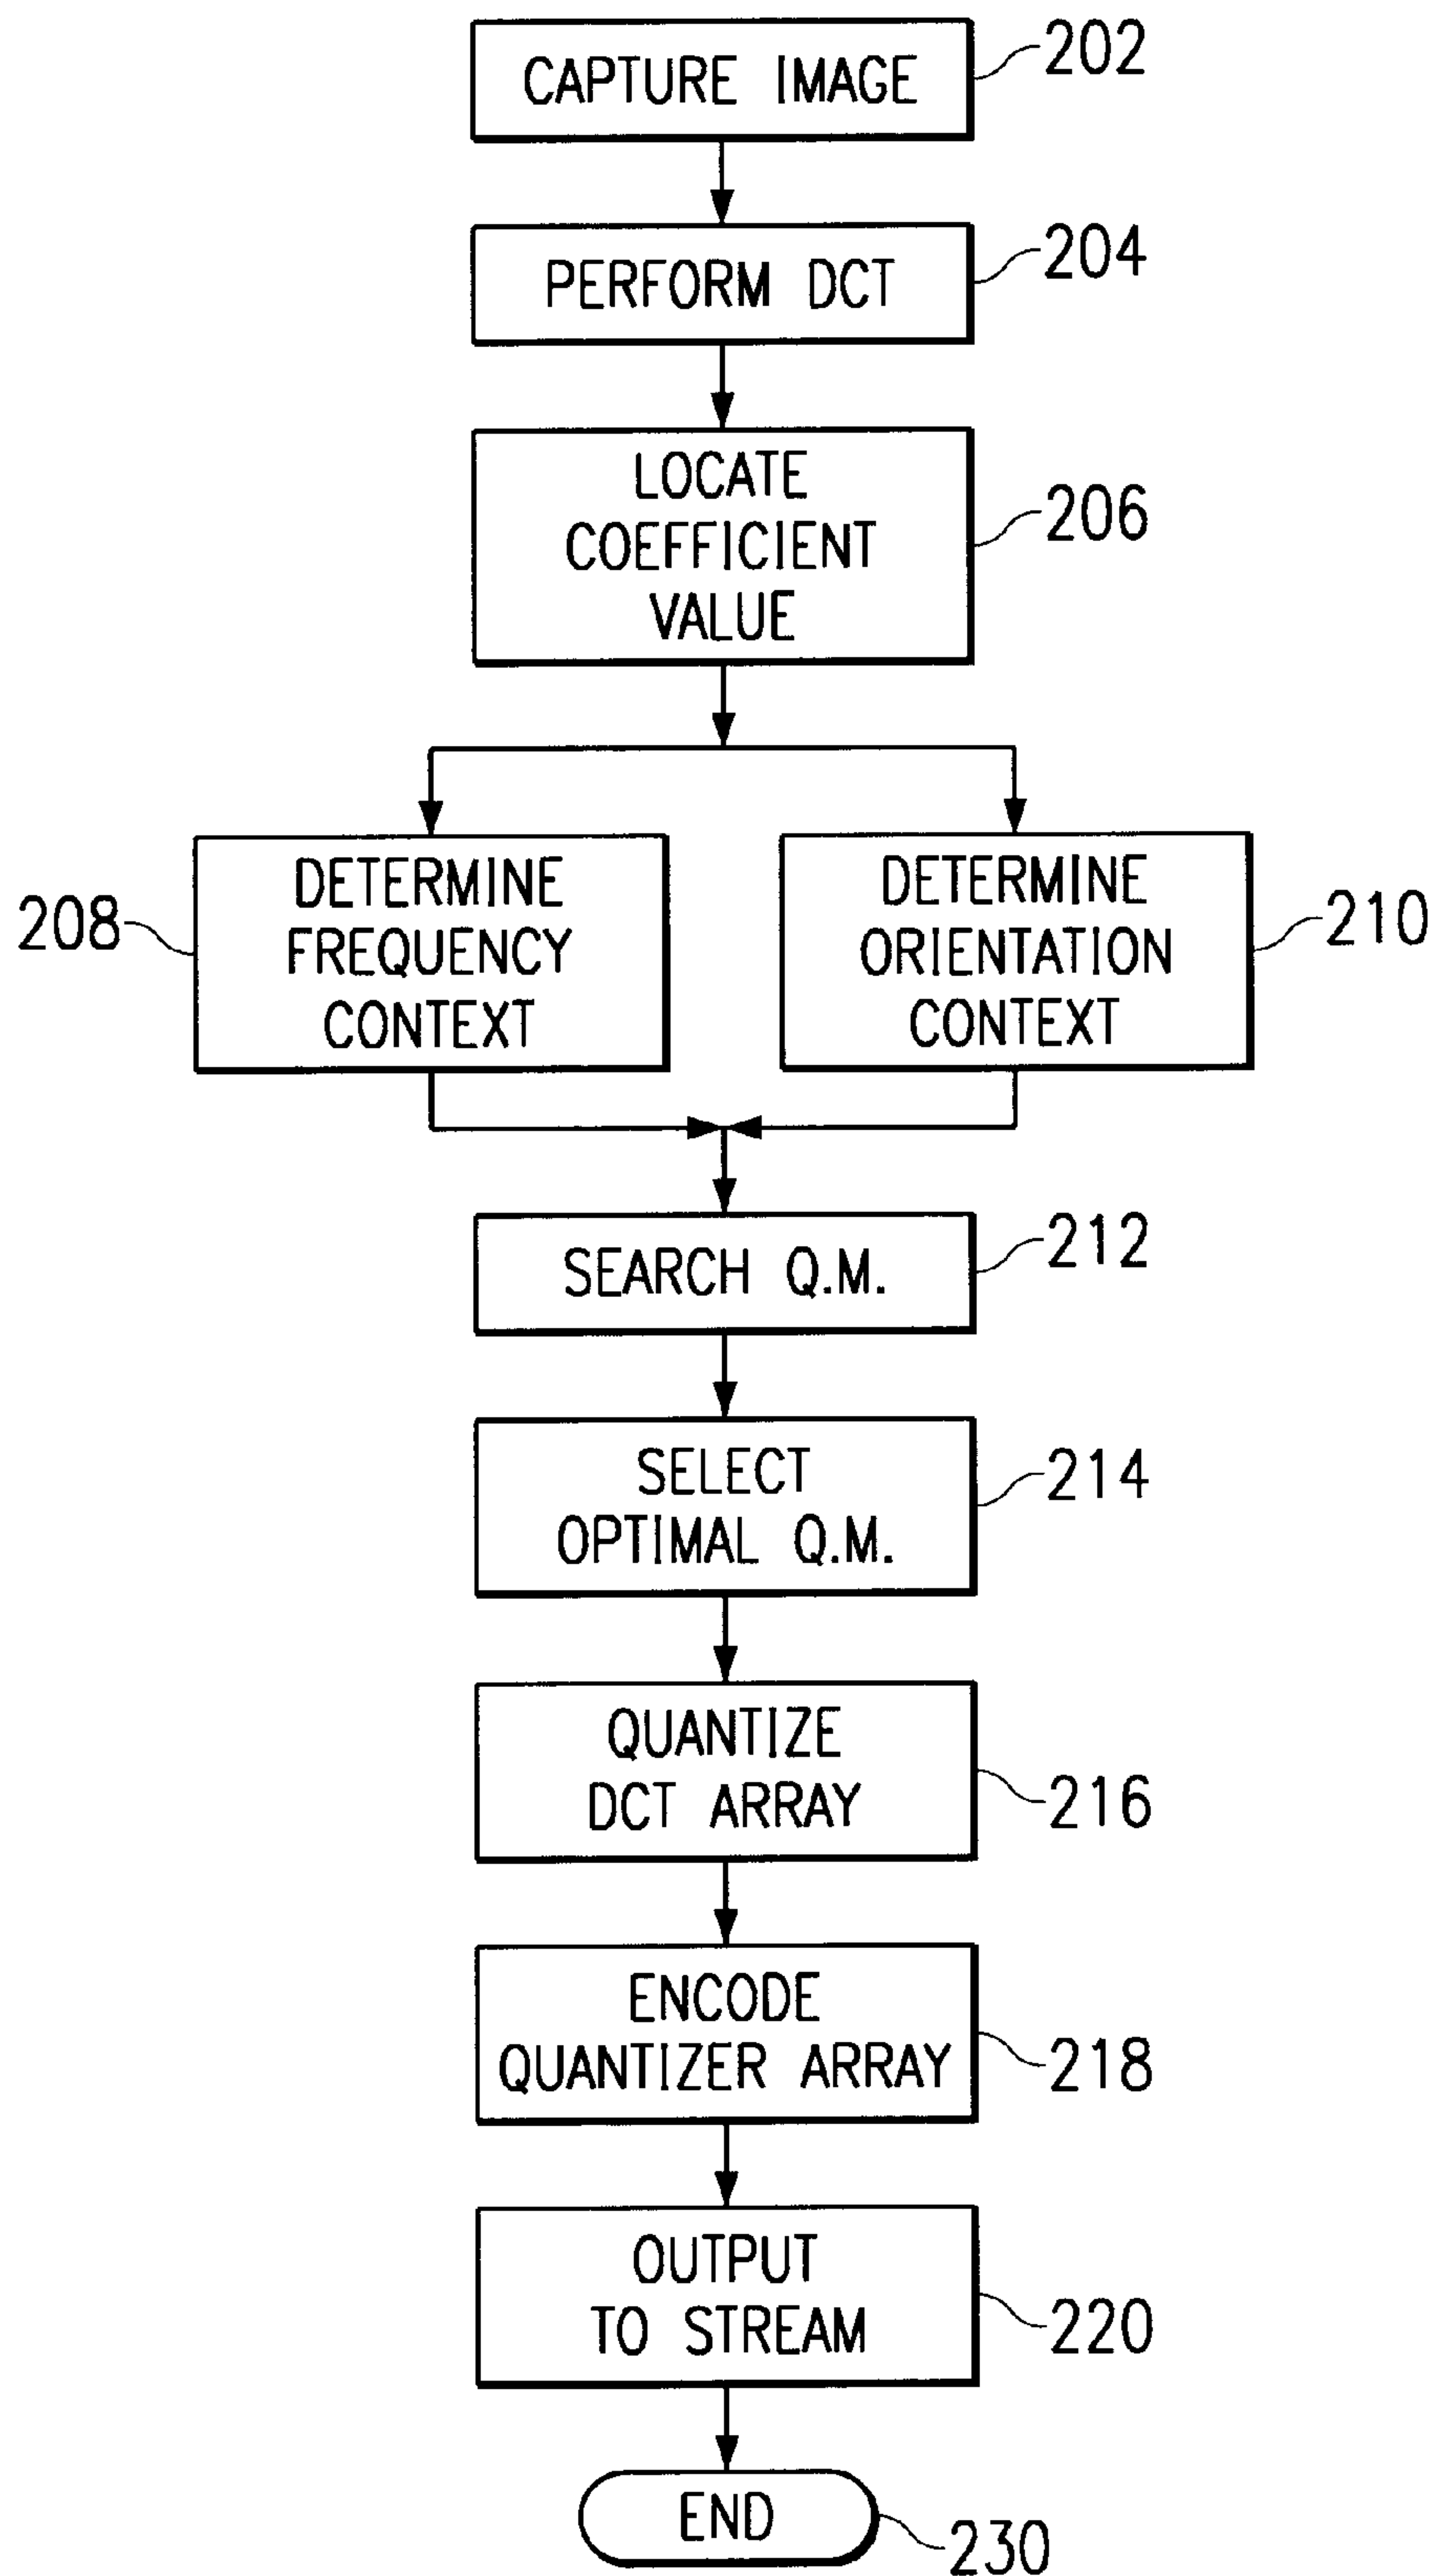 CAPTURE IMAGE
202
PERFORM DCT
204
LOCATE
COEFFICIENT
VALUE
206
208
DETERMINE
FREQUENCY
CONTEXT
DETERMINE
ORIENTATION
CONTEXT
210
SEARCH Q.M.
212
SELECT
OPTIMAL Q.M.
214
QUANTIZE
DCT ARRAY
216
ENCODE
QUANTIZER ARRAY
218
OUTPUT
TO STREAM
220
END
230